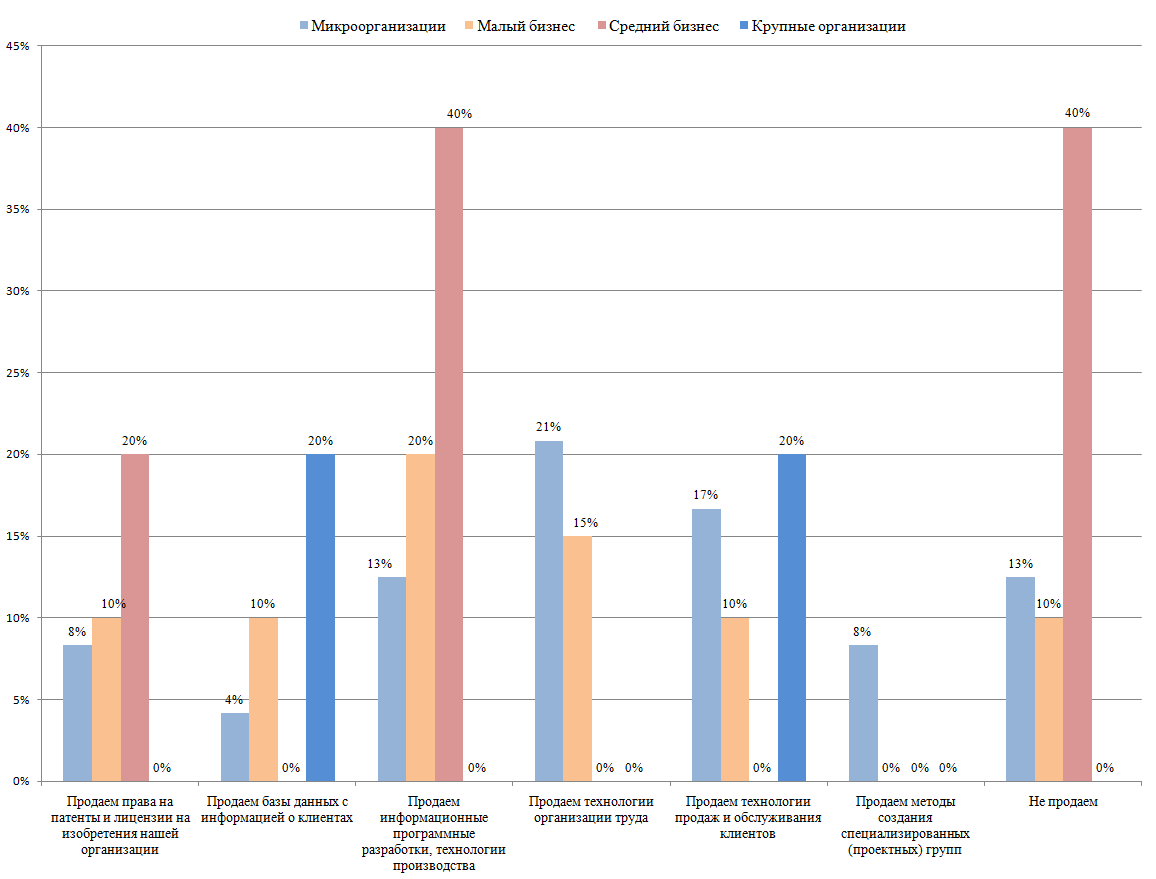 Микроорганизации Малый бизнес Средний бизнес Крупные организации
45%
40%
35%
30%
25%
20%
15%
10%
5%
0%
8% 10% 20% 0%
4% 10% 0% 20%
13% 20% 40% 0%
21% 15% 0% 0%
17% 10% 0% 20%
8% 0% 0% 0%
13% 10% 40% 0%
Продаем права на
патенты и лицензии на
изобретения нашей
организации
Продаем базы данных с
информацией о клиентах
Продаем
информационные
программные
разработки, технологии
производства
Продаем технологии
организации труда
Продаем технологии
продаж и обслуживания
клиентов
Продаем методы
создания
специализированных
(проектных) групп
Не продаем